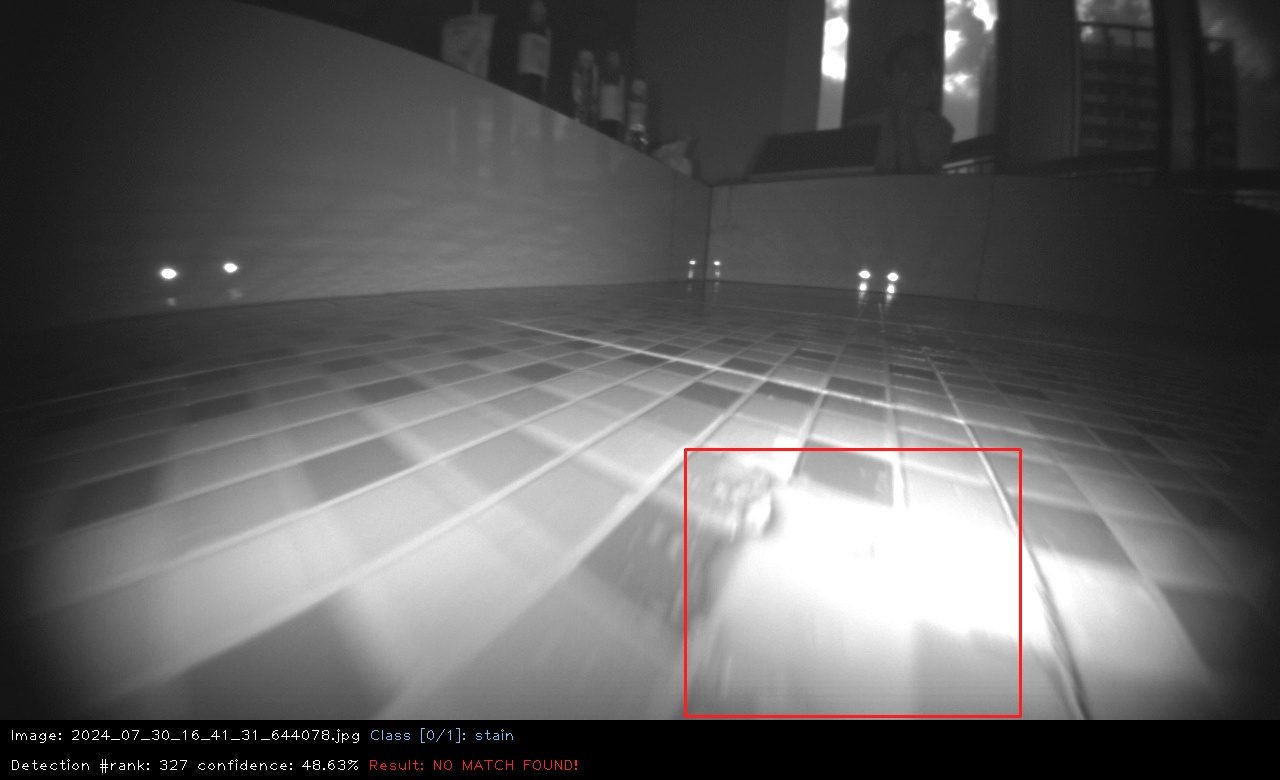 Image: 2024_07_30_16_41_31_644078.jpg Class [0/1]: stain
Detection #rank: 327 confidence: 48.63% Result: NO MATCH FOUND!